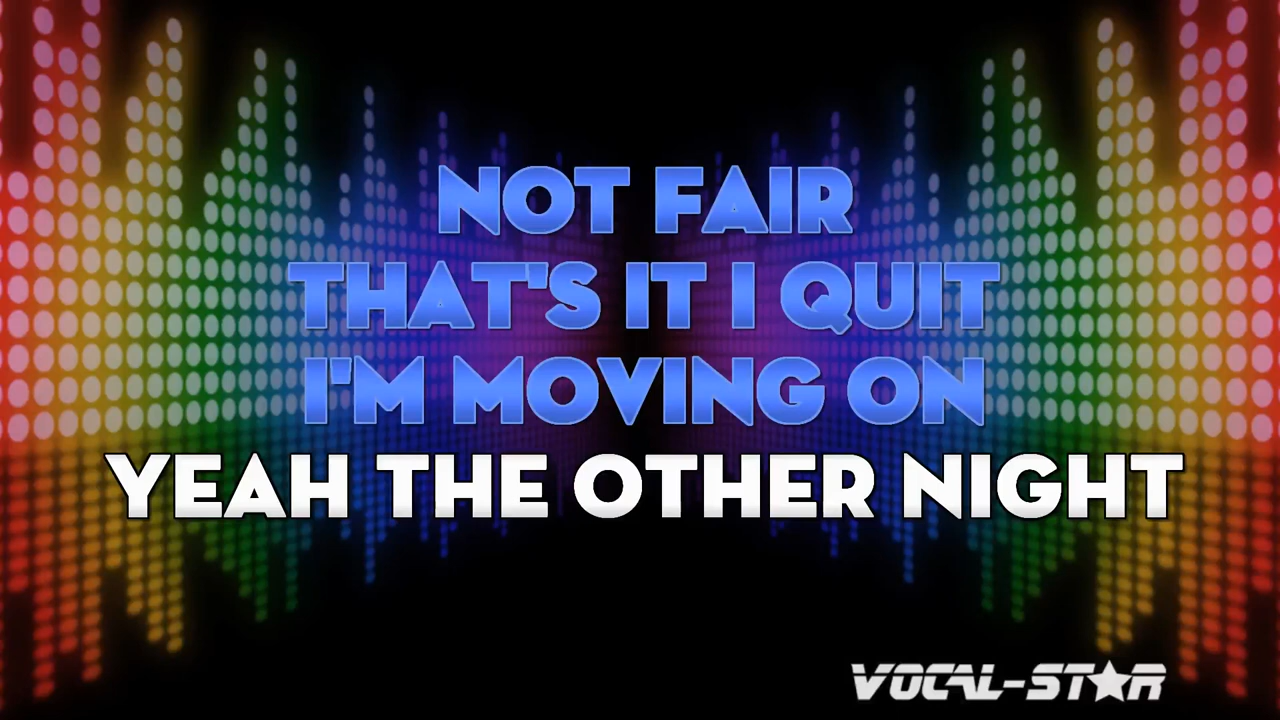 NOT FAIR
THAT'S IT I QUIT
I'M MOVING ON
YEAH THE OTHER NIGHT
VOCAL-STAR